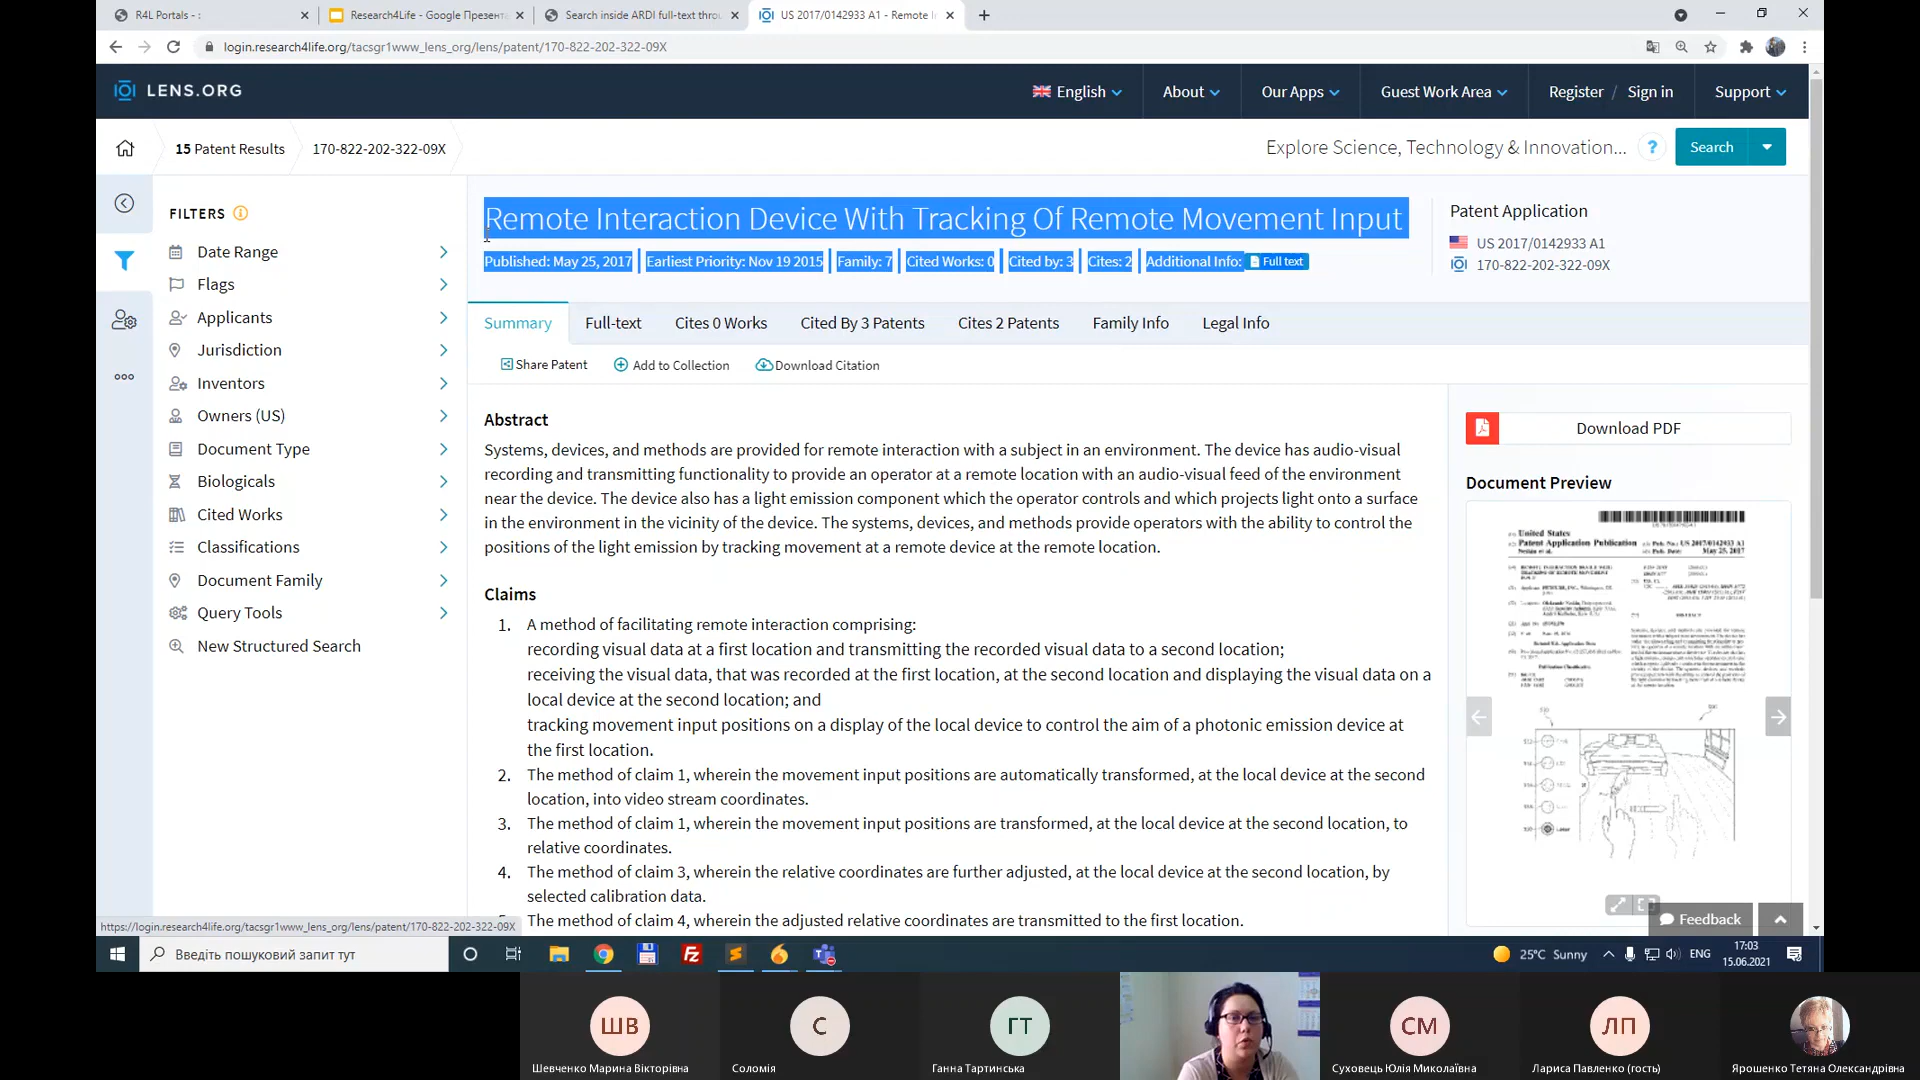 R4L Portals - :
Research4Life - Google Презента
Search inside ARDI full-text throu
US 2017/0142933 A1 - Remote I
login.research4life.org/tacsgr1www_lens_org/lens/patent/170-822-202-322-09X
LENS.ORG
English
About
Our Apps
Guest Work Area
Register / Sign in
Support
15 Patent Results
170-822-202-322-09X
Explore Science, Technology & Innovation...
?
Search
FILTERS
Date Range
Flags
Applicants
Jurisdiction
Inventors
Owners (US)
Document Type
Biologicals
Cited Works
Classifications
Document Family
Query Tools
New Structured Search
Remote Interaction Device With Tracking Of Remote Movement Input
Published: May 25, 2017
Earliest Priority: Nov 19 2015
Family: 7
Cited Works: 0
Cited by: 3
Cites: 2
Additional Info:
Full text
Patent Application
US 2017/0142933 A1
170-822-202-322-09X
Summary
Full-text
Cites 0 Works
Cited By 3 Patents
Cites 2 Patents
Family Info
Legal Info
Share Patent
Add to Collection
Download Citation
Abstract
Systems, devices, and methods are provided for remote interaction with a subject in an environment. The device has audio-visual
recording and transmitting functionality to provide an operator at a remote location with an audio-visual feed of the environment
near the device. The device also has a light emission component which the operator controls and which projects light onto a surface
in the environment in the vicinity of the device. The systems, devices, and methods provide operators with the ability to control the
positions of the light emission by tracking movement at a remote device at the remote location.
Claims
1. A method of facilitating remote interaction comprising:
recording visual data at a first location and transmitting the recorded visual data to a second location;
receiving the visual data, that was recorded at the first location, at the second location and displaying the visual data on a
local device at the second location; and
tracking movement input positions on a display of the local device to control the aim of a photonic emission device at
the first location.
2. The method of claim 1, wherein the movement input positions are automatically transformed, at the local device at the second
location, into video stream coordinates.
3. The method of claim 1, wherein the movement input positions are transformed, at the local device at the second location, to
relative coordinates.
4. The method of claim 3, wherein the relative coordinates are further adjusted, at the local device at the second location, by
selected calibration data.
The method of claim 4, wherein the adjusted relative coordinates are transmitted to the first location.
Download PDF
Document Preview
United States
Patent Application Publication
US 2017/0142933 A1
May 25, 2017
Feedback
https://login.research4life.org/tacsgr1www_lens_org/lens/patent/170-822-202-322-09X
Введіть пошуковий запит тут
25°C Sunny
ENG
17:03
15.06.2021
ШВ
Шевченко Марина Вікторівна
С
Соломія
ГТ
Ганна Тартинська
СМ
Суховець Юлія Миколаївна
ЛП
Лариса Павленко (гость)
Ярошенко Тетяна Олександрівна